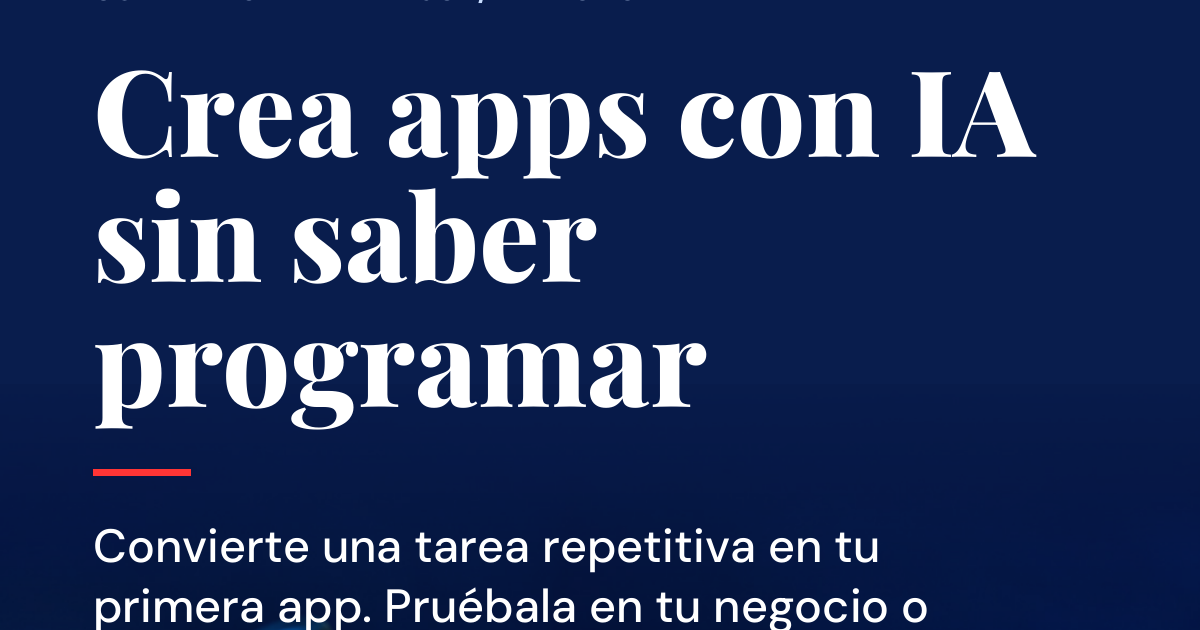 Crea apps con IA
sin saber
programar
Convierte una tarea repetitiva en tu
primera app. Pruébala en tu negocio o